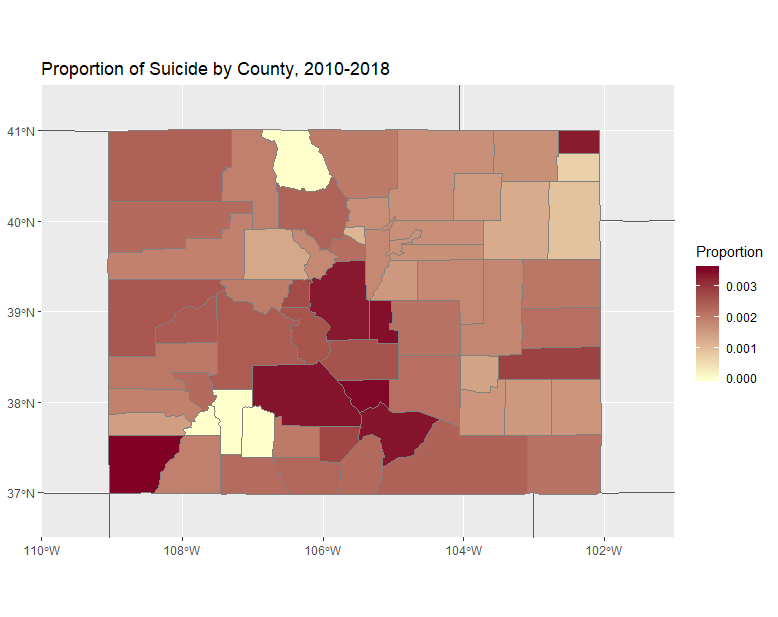 Proportion of Suicide by County, 2010-2018
41°N
40°N
39°N
38°N
37°N
110°W
108°W
106°W
104°W
102°W
Proportion
0.003
0.002
0.001
0.000